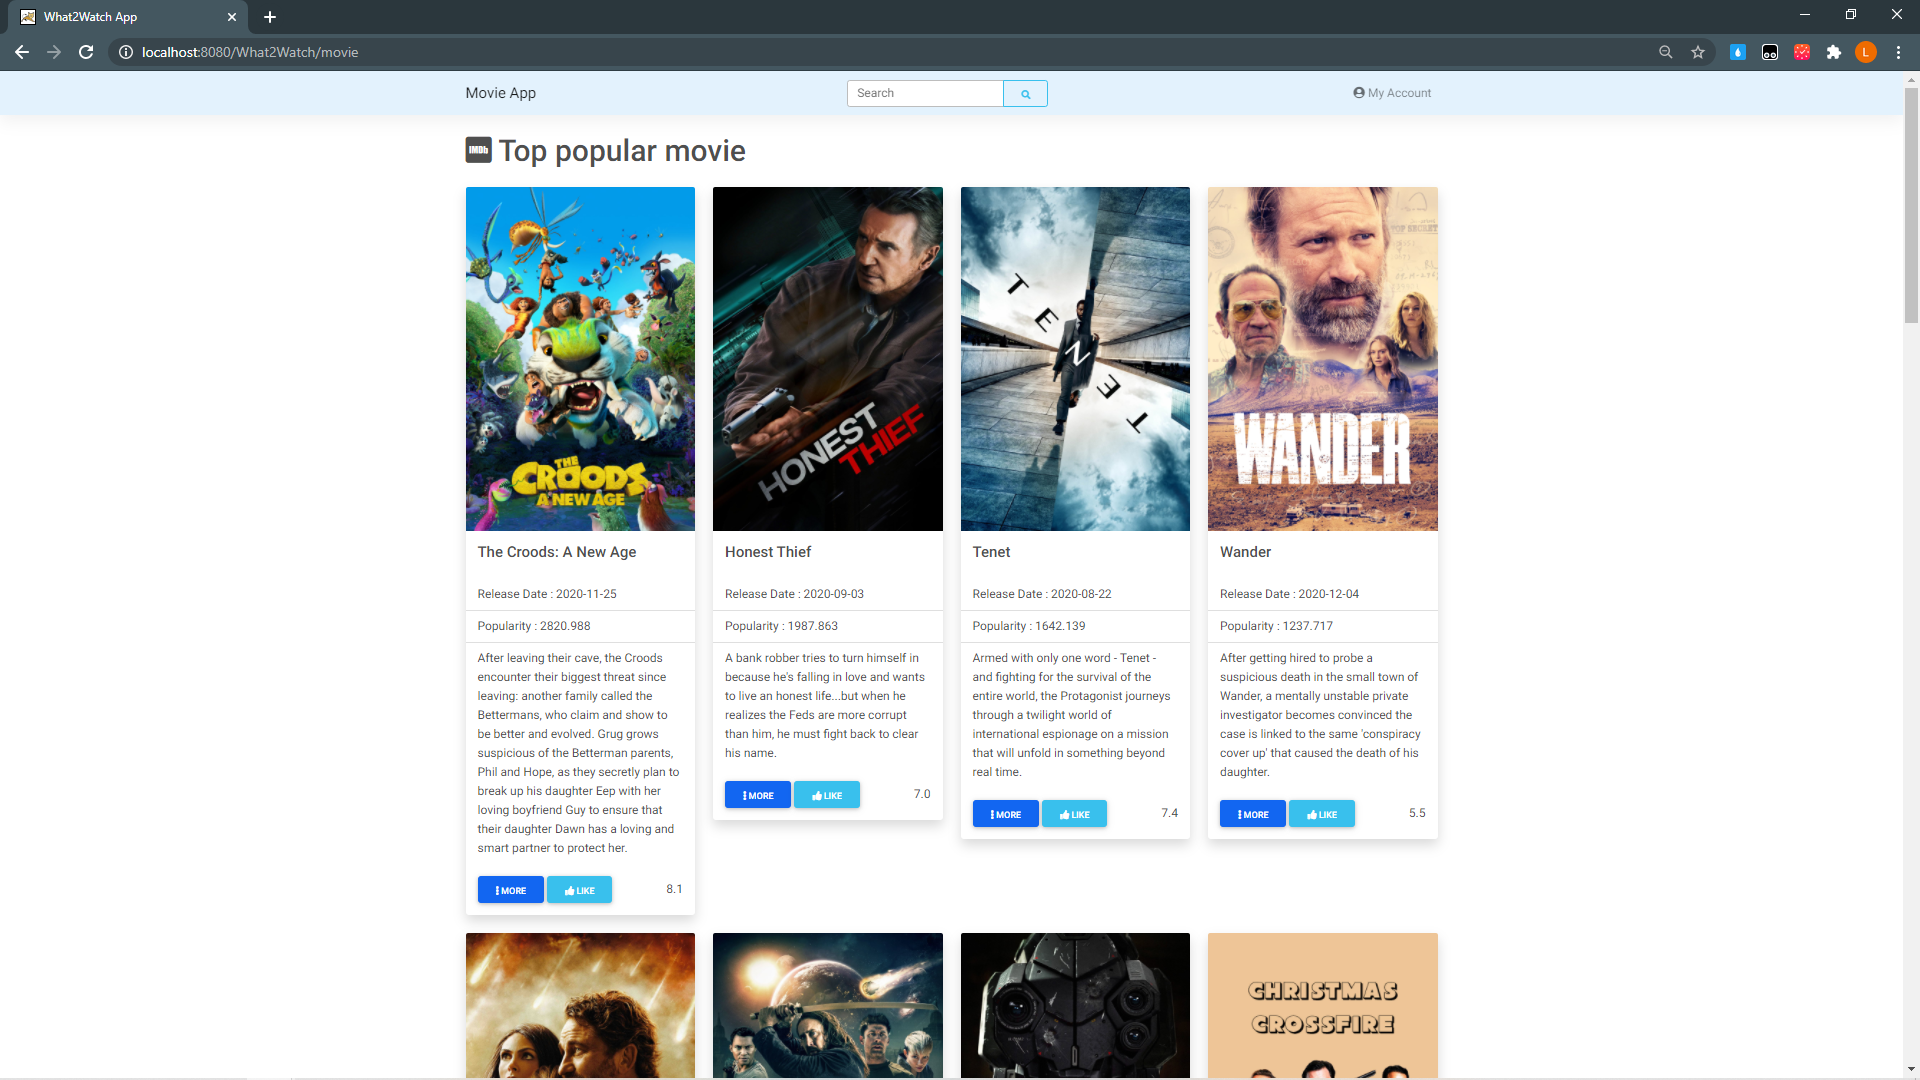 What2Watch App
localhost:8080/What2Watch/movie
L
Movie App
Search
My Account
IMDb Top popular movie
THE
CROODS
A NEW AGE
HONEST
THIEF
TENET
TOP SECRET
WANDER
The Croods: A New Age
Release Date : 2020-11-25
Popularity : 2820.988
After leaving their cave, the Croods
encounter their biggest threat since
leaving: another family called the
Bettermans, who claim and show to
be better and evolved. Grug grows
suspicious of the Betterman parents,
Phil and Hope, as they secretly plan to
break up his daughter Eep with her
loving boyfriend Guy to ensure that
their daughter Dawn has a loving and
smart partner to protect her.
MORE LIKE 8.1
Honest Thief
Release Date : 2020-09-03
Popularity : 1987.863
A bank robber tries to turn himself in
because he's falling in love and wants
to live an honest life...but when he
realizes the Feds are more corrupt
than him, he must fight back to clear
his name.
MORE LIKE 7.0
Tenet
Release Date : 2020-08-22
Popularity : 1642.139
Armed with only one word - Tenet -
and fighting for the survival of the
entire world, the Protagonist journeys
through a twilight world of
international espionage on a mission
that will unfold in something beyond
real time.
MORE LIKE 7.4
Wander
Release Date : 2020-12-04
Popularity : 1237.717
After getting hired to probe a
suspicious death in the small town of
Wander, a mentally unstable private
investigator becomes convinced the
case is linked to the same 'conspiracy
cover up' that caused the death of his
daughter.
MORE LIKE 5.5
CHRISTMAS
CROSSFIRE